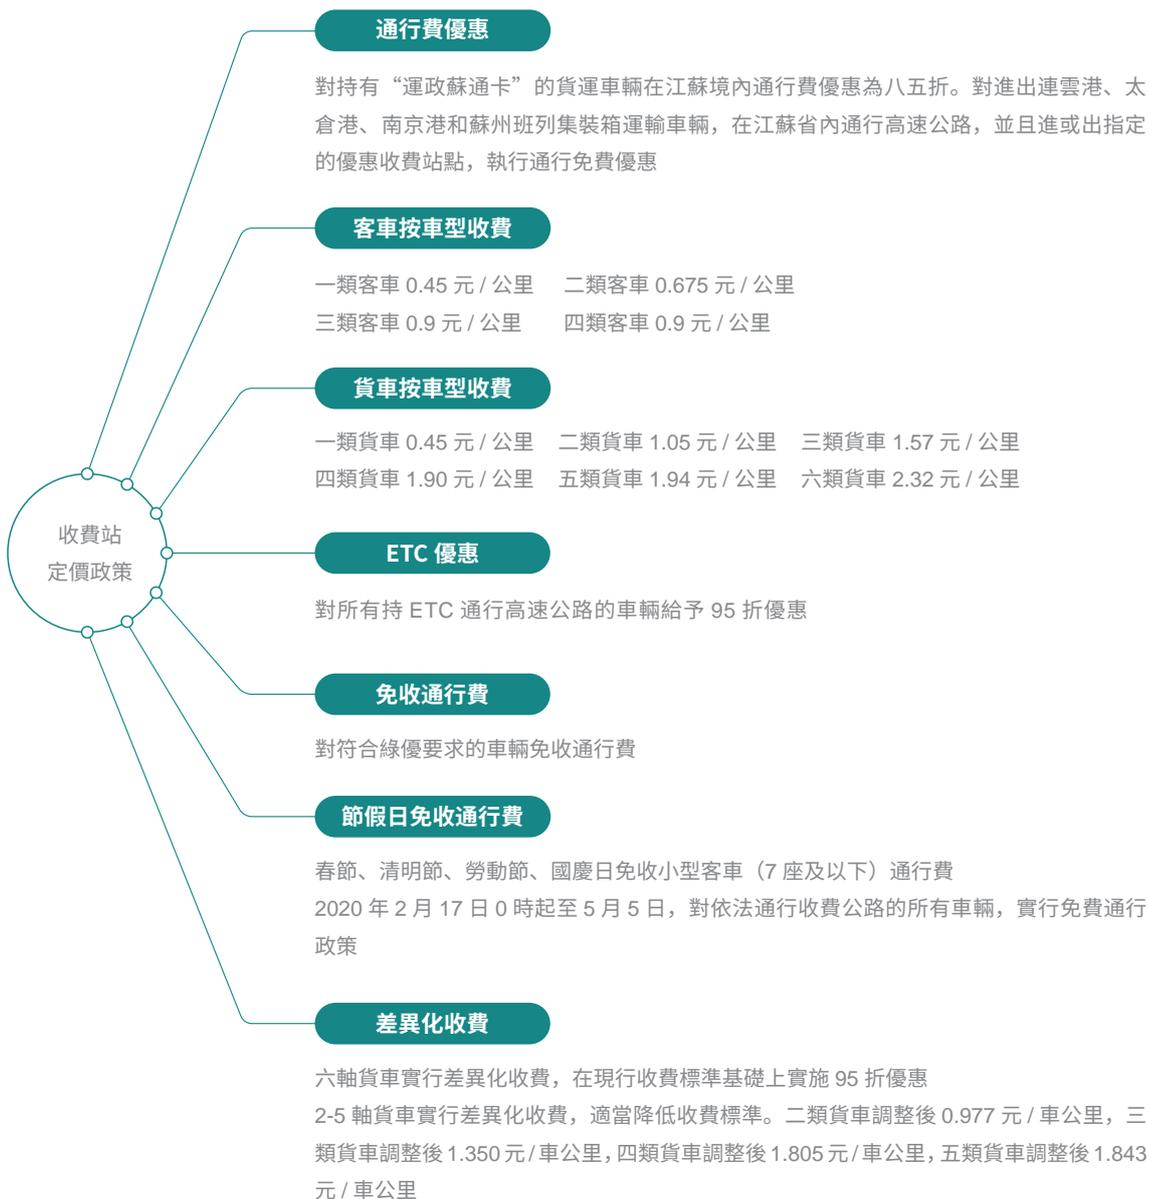 通行費優惠
對持有“運政蘇通卡”的貨運車輛在江蘇境內通行費優惠為八五折。對進出連雲港、太
倉港、南京港和蘇州班列集裝箱運輸車輛，在江蘇省內通行高速公路，並且進或出指定
的優惠收費站點，執行通行免費優惠
客車按車型收費
一類客車 0.45 元 / 公里 二類客車 0.675 元 / 公里
三類客車 0.9 元 / 公里 四類客車 0.9 元 / 公里
貨車按車型收費
一類貨車 0.45 元 / 公里 二類貨車 1.05 元 / 公里 三類貨車 1.57 元 / 公里
四類貨車 1.90 元 / 公里 五類貨車 1.94 元 / 公里 六類貨車 2.32 元 / 公里
收費站
定價政策
ETC 優惠
對所有持 ETC 通行高速公路的車輛給予 95 折優惠
免收通行費
對符合綠優要求的車輛免收通行費
節假日免收通行費
春節、清明節、勞動節、國慶日免收小型客車（7 座及以下）通行費
2020 年 2 月 17 日 0 時起至 5 月 5 日，對依法通行收費公路的所有車輛，實行免費通行
政策
差異化收費
六軸貨車實行差異化收費，在現行收費標準基礎上實施 95 折優惠
2-5 軸貨車實行差異化收費，適當降低收費標準。二類貨車調整後 0.977 元 / 車公里，三
類貨車調整後 1.350 元 / 車公里，四類貨車調整後 1.805 元 / 車公里，五類貨車調整後 1.843
元 / 車公里